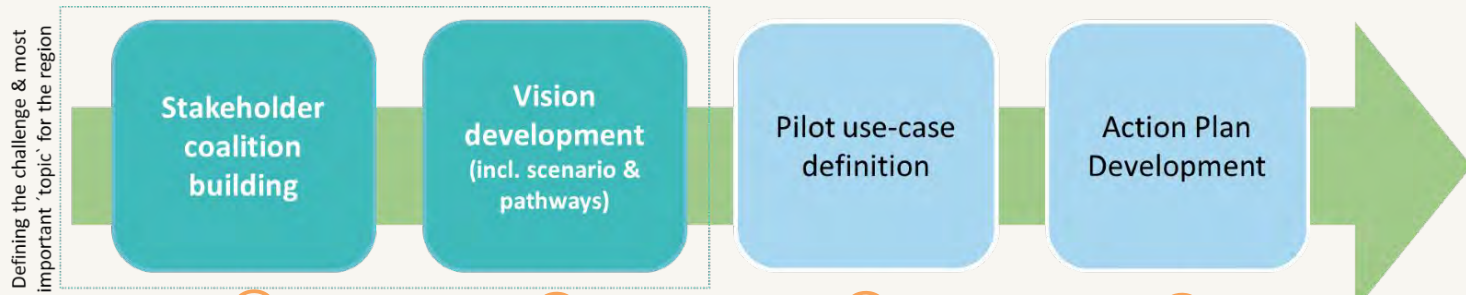 Defining the challenge & most
important ´topic` for the region
Stakeholder
coalition
building
Vision
development
(incl. scenario &
pathways)
Pilot use-case
definition
Action Plan
Development